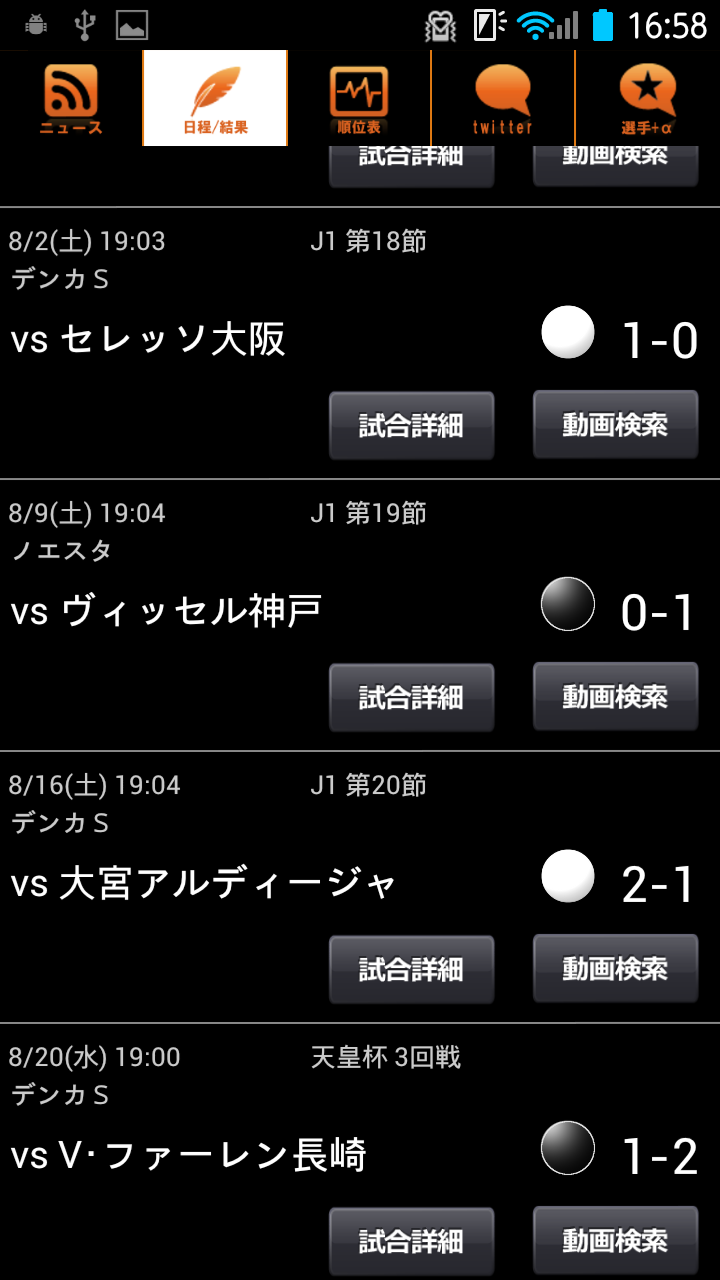 16:58
ニュース
日程/結果
順位表
twitter
選手+α
試合詳細
動画検索
8/2(土) 19:03
J1 第18節
デンカS
vs セレッソ大阪
1-0
試合詳細
動画検索
8/9(土) 19:04
J1 第19節
ノエスタ
vs ヴィッセル神戸
0-1
試合詳細
動画検索
8/16(土) 19:04
J1 第20節
デンカS
vs 大宮アルディージャ
2-1
試合詳細
動画検索
8/20(水) 19:00
天皇杯 3回戦
デンカS
vs V･ファーレン長崎
1-2
試合詳細
動画検索